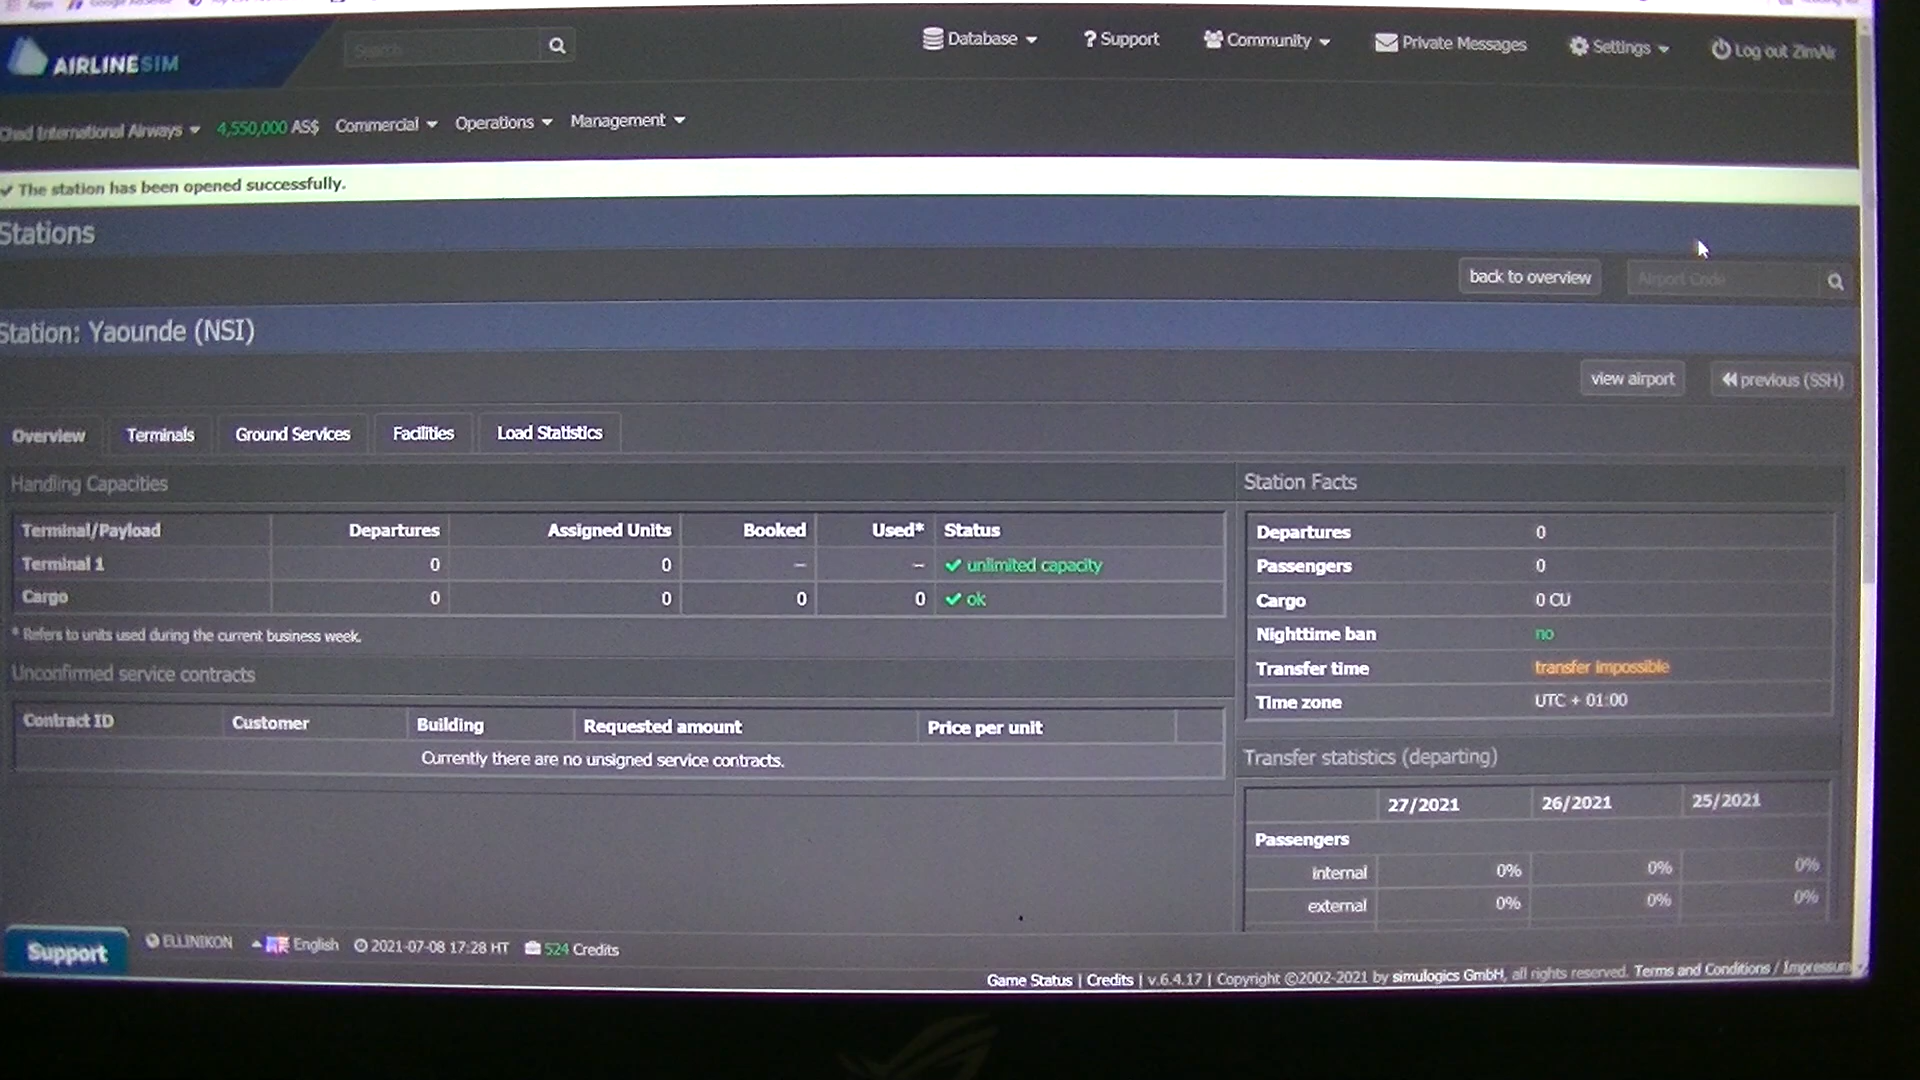 Apps
AIRLINESIM
Search
Database
? Support
Community
Private Messages
Settings
Log out ZimAir
Chad International Airways
4,550,000 AS$
Commercial
Operations
Management
✓ The station has been opened successfully.
Stations
back to overview
Airport Code
Station: Yaounde (NSI)
view airport
previous (SSH)
Overview
Terminals
Ground Services
Facilities
Load Statistics
Handling Capacities
Terminal/Payload Departures Assigned Units Booked Used* Status
Terminal 1 0 0 – – ✓ unlimited capacity
Cargo 0 0 0 0 ✓ ok
* Refers to units used during the current business week.
Unconfirmed service contracts
Contract ID Customer Building Requested amount Price per unit
Currently there are no unsigned service contracts.
Station Facts
Departures 0
Passengers 0
Cargo 0 CU
Nighttime ban no
Transfer time transfer impossible
Time zone UTC + 01:00
Transfer statistics (departing)
27/2021 26/2021 25/2021
Passengers
internal 0% 0% 0%
external 0% 0% 0%
Support
ELLINIKON
English
2021-07-08 17:28 HT
524 Credits
Game Status | Credits | v.6.4.17 | Copyright ©2002-2021 by simulogics GmbH, all rights reserved. Terms and Conditions / Impressum